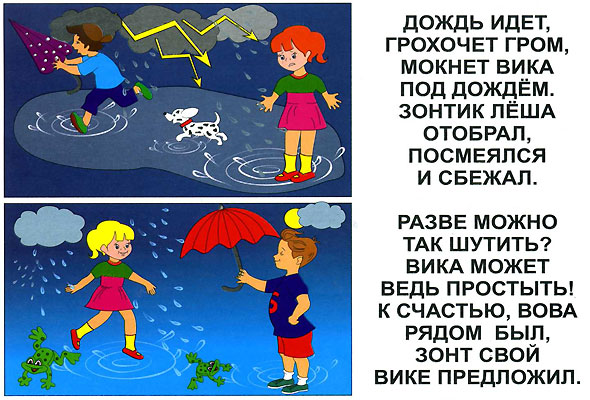 ДОЖДЬ ИДЕТ,
ГРОХОЧЕТ ГРОМ,
МОКНЕТ ВИКА
ПОД ДОЖДЁМ.
ЗОНТИК ЛЁША
ОТОБРАЛ,
ПОСМЕЯЛСЯ
И СБЕЖАЛ.
РАЗВЕ МОЖНО
ТАК ШУТИТЬ?
ВИКА МОЖЕТ
ВЕДЬ ПРОСТЫТЬ!
К СЧАСТЬЮ, ВОВА
РЯДОМ БЫЛ,
ЗОНТ СВОЙ
ВИКЕ ПРЕДЛОЖИЛ.